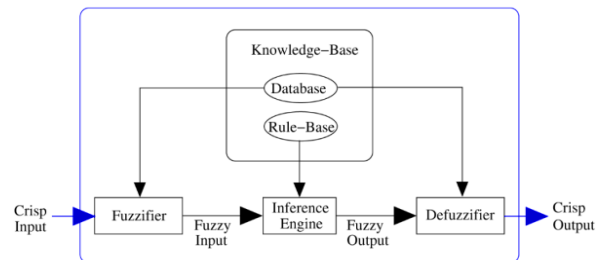 Knowledge-Base
Database
Rule-Base
Crisp
Input
Fuzzifier
Fuzzy
Input
Inference
Engine
Fuzzy
Output
Defuzzifier
Crisp
Output